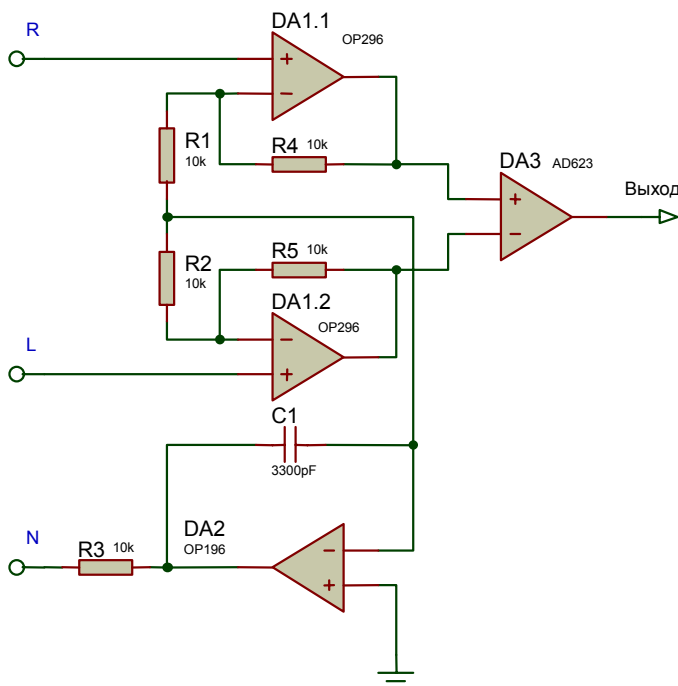 R
DA1.1
OP296
+
−
R1
10k
R4 10k
DA3 AD623
Выход
+
−
R2
10k
R5 10k
DA1.2
OP296
−
+
L
C1
3300pF
N
R3 10k
DA2
OP196
−
+